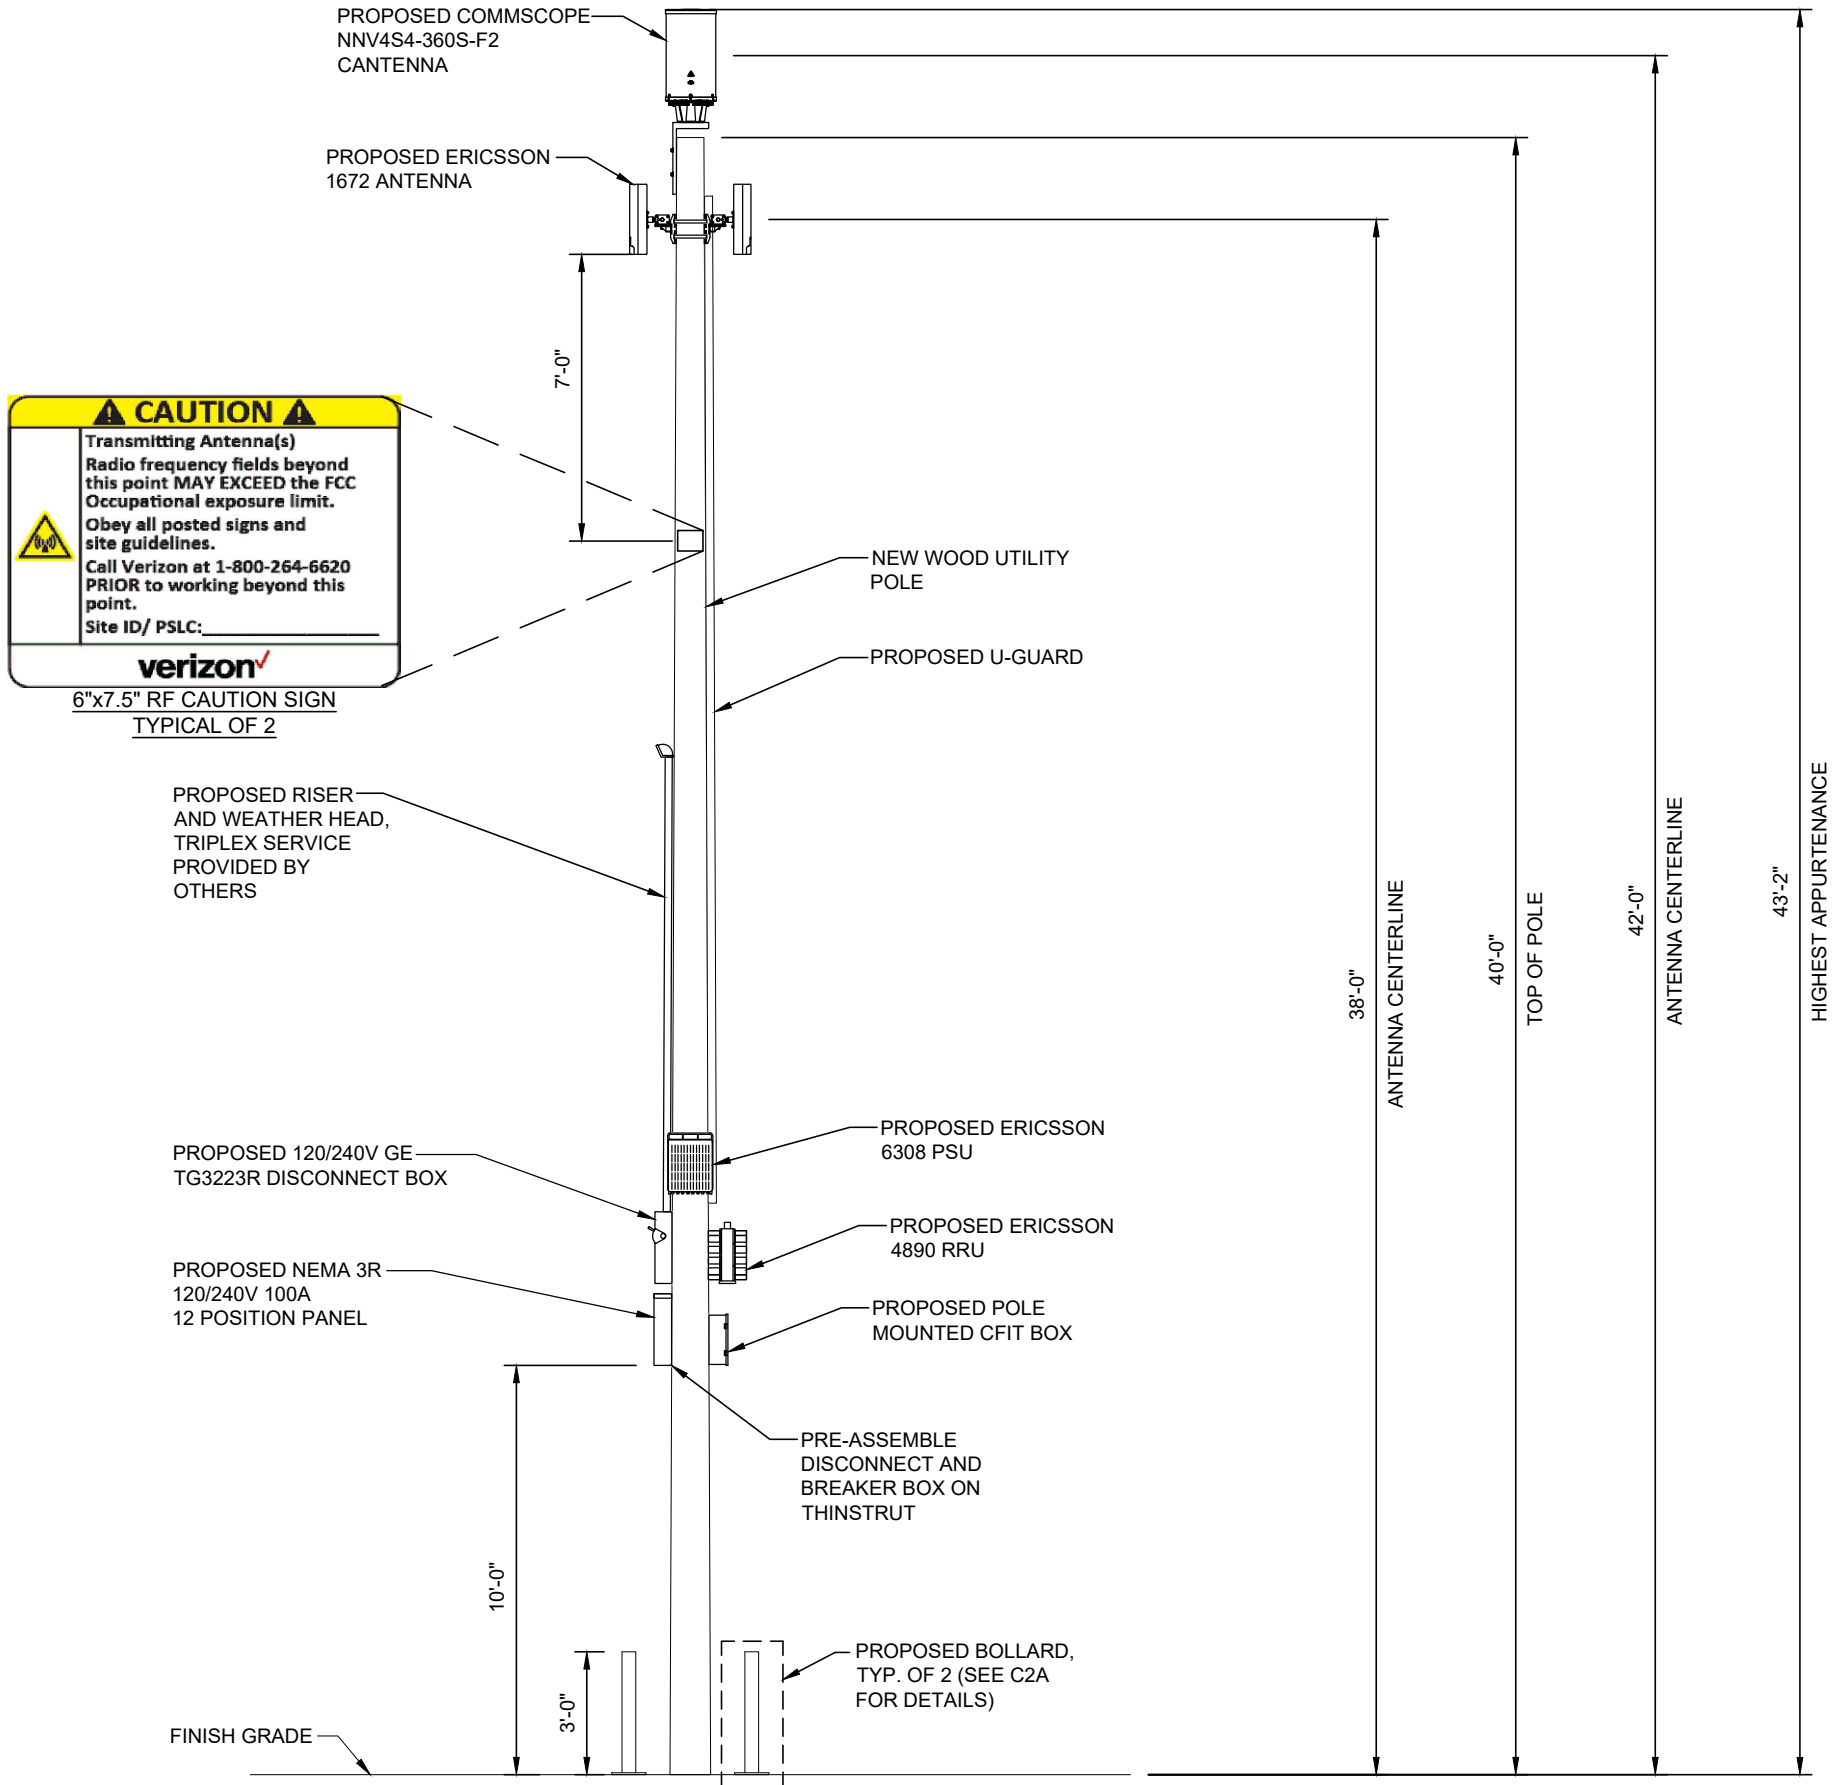 PROPOSED COMMSCOPE
NNV4S4-360S-F2
CANTENNA
PROPOSED ERICSSON
1672 ANTENNA
7'-0"
CAUTION
Transmitting Antenna(s)
Radio frequency fields beyond
this point MAY EXCEED the FCC
Occupational exposure limit.
Obey all posted signs and
site guidelines.
Call Verizon at 1-800-264-6620
PRIOR to working beyond this
point.
Site ID/ PSLC:___________________
verizon
6"x7.5" RF CAUTION SIGN
TYPICAL OF 2
NEW WOOD UTILITY
POLE
PROPOSED U-GUARD
PROPOSED RISER
AND WEATHER HEAD,
TRIPLEX SERVICE
PROVIDED BY
OTHERS
PROPOSED 120/240V GE
TG3223R DISCONNECT BOX
PROPOSED NEMA 3R
120/240V 100A
12 POSITION PANEL
PROPOSED ERICSSON
6308 PSU
PROPOSED ERICSSON
4890 RRU
PROPOSED POLE
MOUNTED CFIT BOX
PRE-ASSEMBLE
DISCONNECT AND
BREAKER BOX ON
THINSTRUT
10'-0"
3'-0"
PROPOSED BOLLARD,
TYP. OF 2 (SEE C2A
FOR DETAILS)
FINISH GRADE
38'-0"
ANTENNA CENTERLINE
40'-0"
TOP OF POLE
42'-0"
ANTENNA CENTERLINE
43'-2"
HIGHEST APPURTENANCE